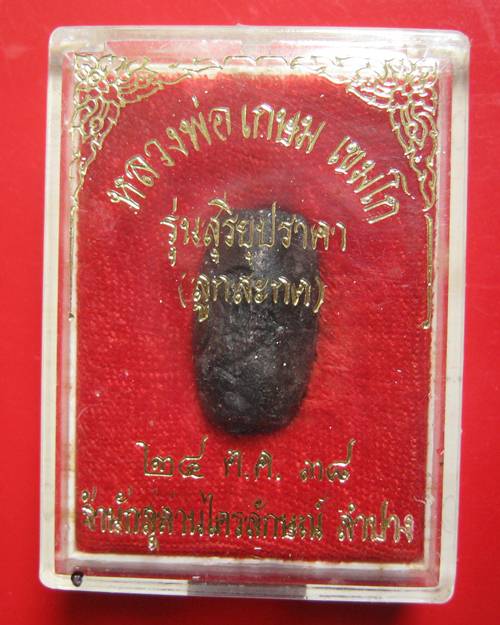 หลวงพ่อ เกษม เขมโก
รุ่นสุริยุปราคา
(ลูกสะกด)
๒๔ ต.ค. ๓๘
สำนักสุสานไตรลักษณ์ ลำปาง